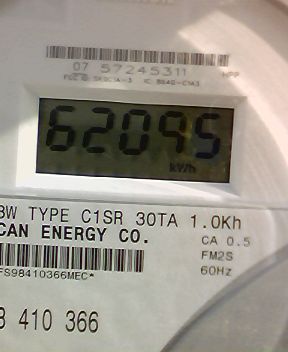 07 57245311
62095
kWh
3W TYPE C1SR 30TA 1.0Kh
CAN ENERGY CO.
CA 0.5
FM2S
60Hz
FS98410366MEC*
410 366